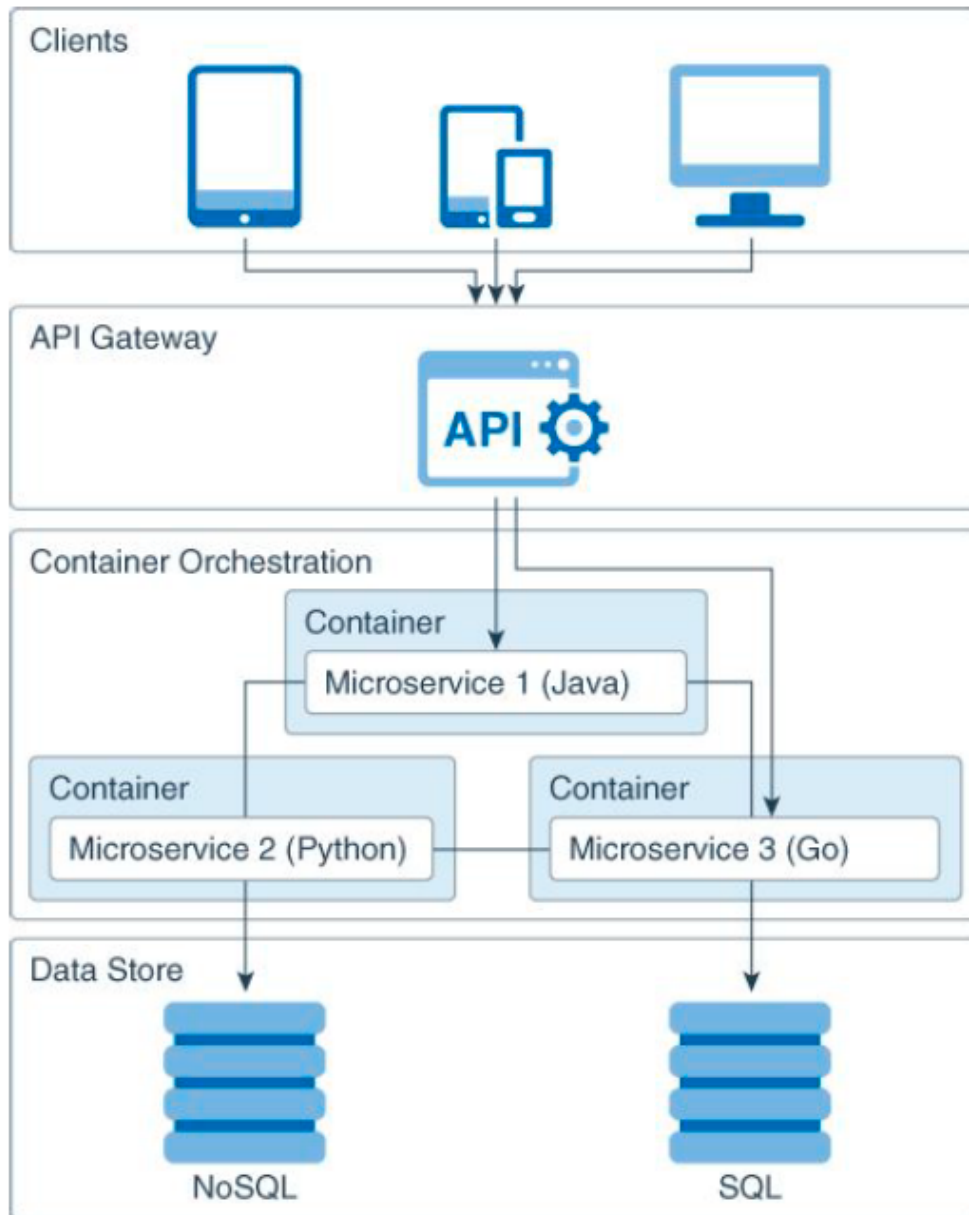 Clients
API Gateway
API
Container Orchestration
Container
Microservice 1 (Java)
Container
Microservice 2 (Python)
Container
Microservice 3 (Go)
Data Store
NoSQL
SQL